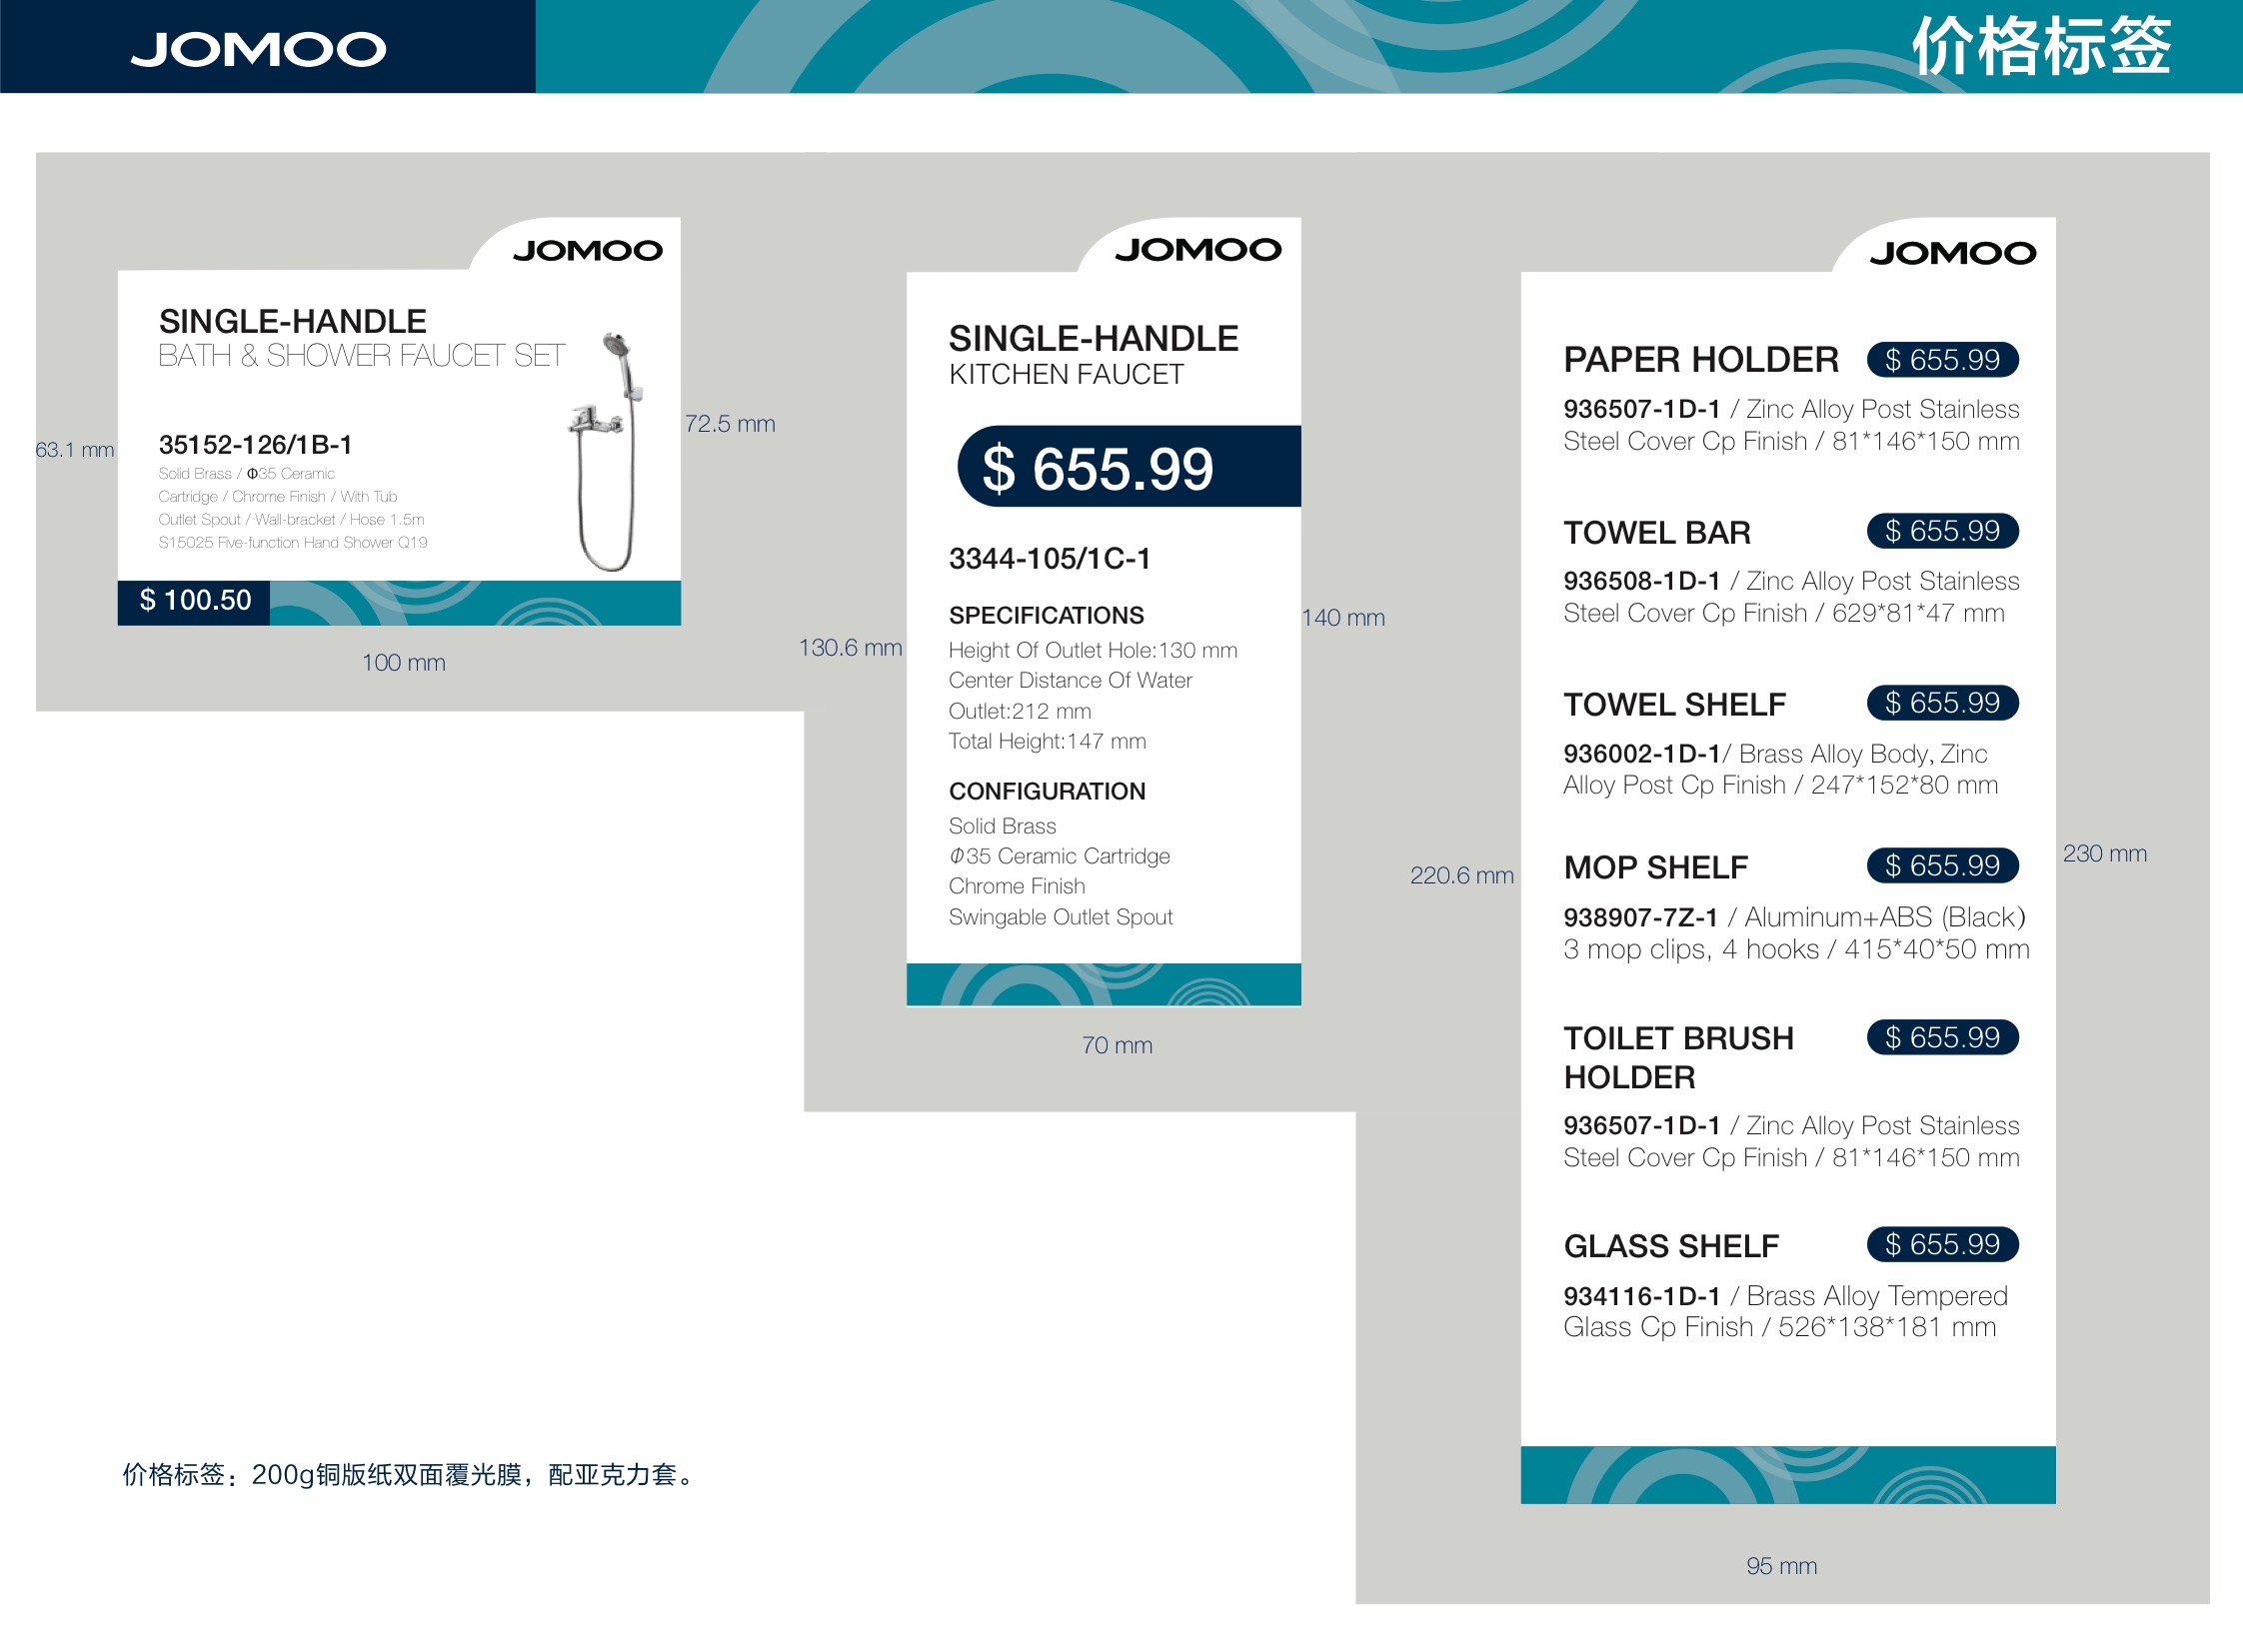 JOMOO
价格标签
JOMOO
SINGLE-HANDLE
BATH & SHOWER FAUCET SET
35152-126/1B-1
Solid Brass / Φ35 Ceramic
Cartridge / Chrome Finish / With Tub
Outlet Spout / Wall-bracket / Hose 1.5m
S15025 Five-function Hand Shower Q19
$ 100.50
63.1 mm
72.5 mm
100 mm
JOMOO
SINGLE-HANDLE
KITCHEN FAUCET
$ 655.99
3344-105/1C-1
SPECIFICATIONS
Height Of Outlet Hole:130 mm
Center Distance Of Water
Outlet:212 mm
Total Height:147 mm
CONFIGURATION
Solid Brass
Φ35 Ceramic Cartridge
Chrome Finish
Swingable Outlet Spout
130.6 mm
140 mm
70 mm
JOMOO
PAPER HOLDER $ 655.99
936507-1D-1 / Zinc Alloy Post Stainless
Steel Cover Cp Finish / 81*146*150 mm
TOWEL BAR $ 655.99
936508-1D-1 / Zinc Alloy Post Stainless
Steel Cover Cp Finish / 629*81*47 mm
TOWEL SHELF $ 655.99
936002-1D-1/ Brass Alloy Body, Zinc
Alloy Post Cp Finish / 247*152*80 mm
MOP SHELF $ 655.99
938907-7Z-1 / Aluminum+ABS (Black)
3 mop clips, 4 hooks / 415*40*50 mm
TOILET BRUSH $ 655.99
HOLDER
936507-1D-1 / Zinc Alloy Post Stainless
Steel Cover Cp Finish / 81*146*150 mm
GLASS SHELF $ 655.99
934116-1D-1 / Brass Alloy Tempered
Glass Cp Finish / 526*138*181 mm
220.6 mm
230 mm
95 mm
价格标签：200g铜版纸双面覆光膜，配亚克力套。